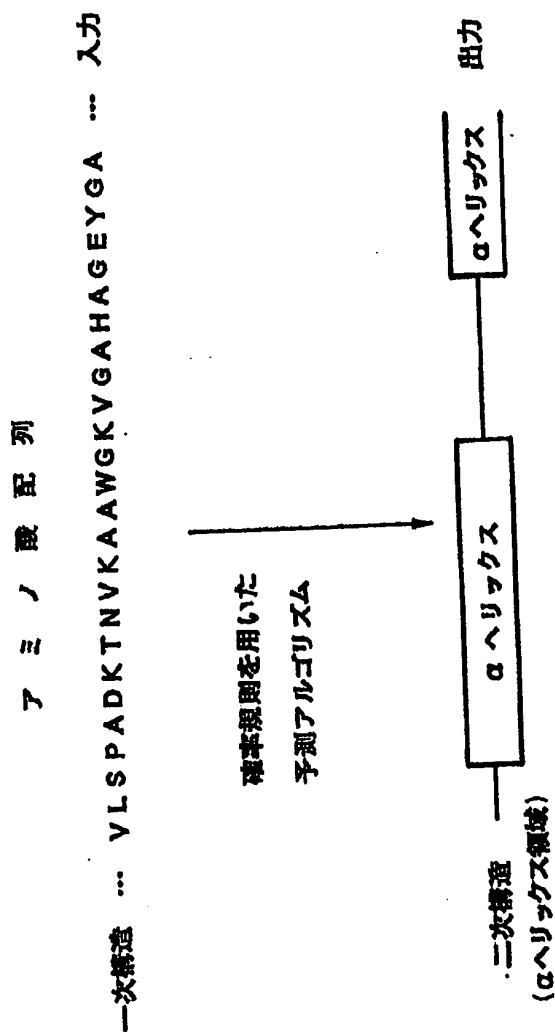 アミノ酸配列
一次構造 … VLSPADKTNVKAAWGKVGAHAGEYGA … 入力
確率規則を用いた
予測アルゴリズム
二次構造 αヘリックス αヘリックス 出力
(αヘリックス領域)